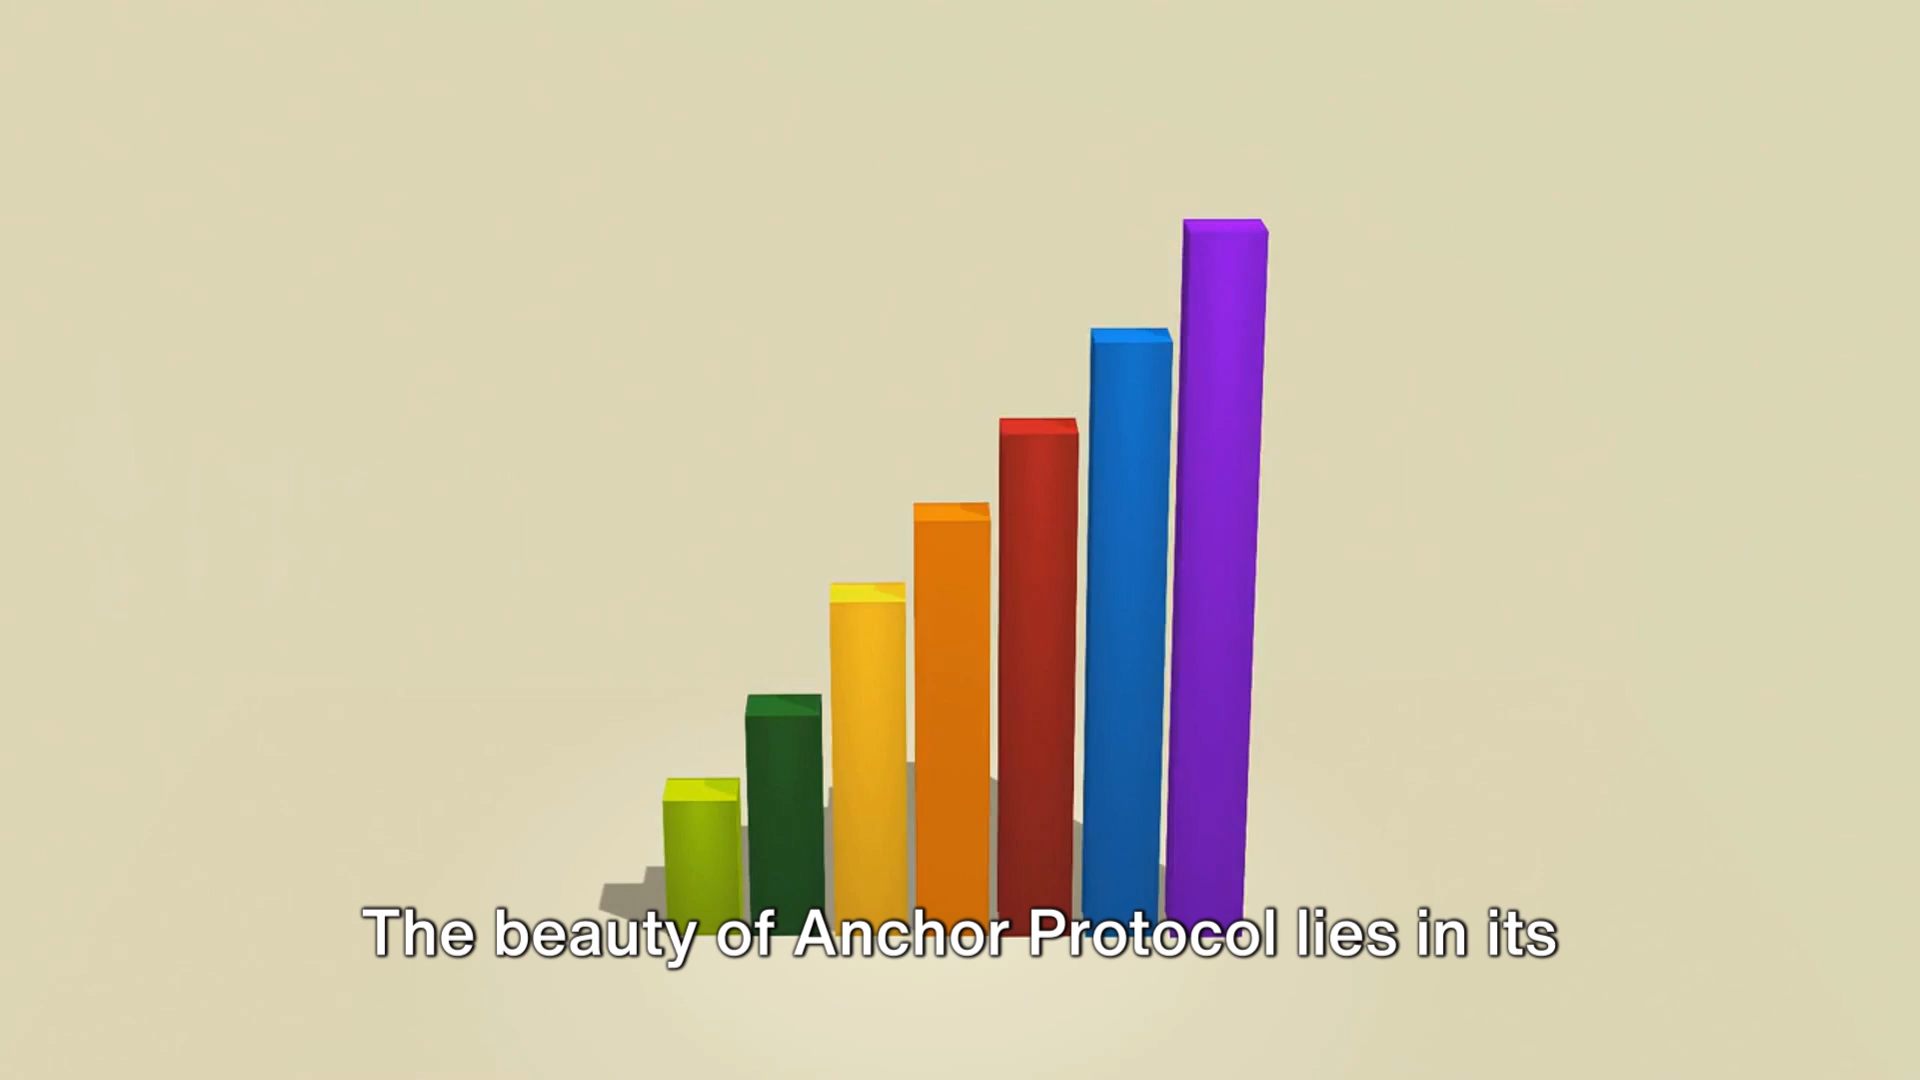 The beauty of Anchor Protocol lies in its